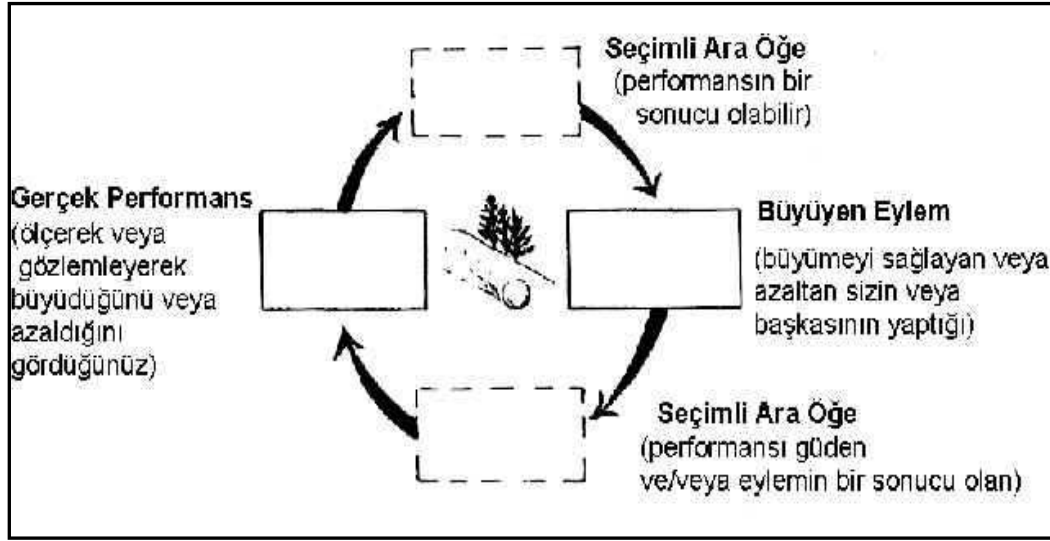 Seçimli Ara Öğe
(performansın bir
sonucu olabilir)
Gerçek Performans
(ölçerek veya
gözlemleyerek
büyüdüğünü veya
azaldığını
gördüğünüz)
Büyüyen Eylem
(büyümeyi sağlayan veya
azaltan sizin veya
başkasının yaptığı)
Seçimli Ara Öğe
(performansı güden
ve/veya eylemin bir sonucu olan)